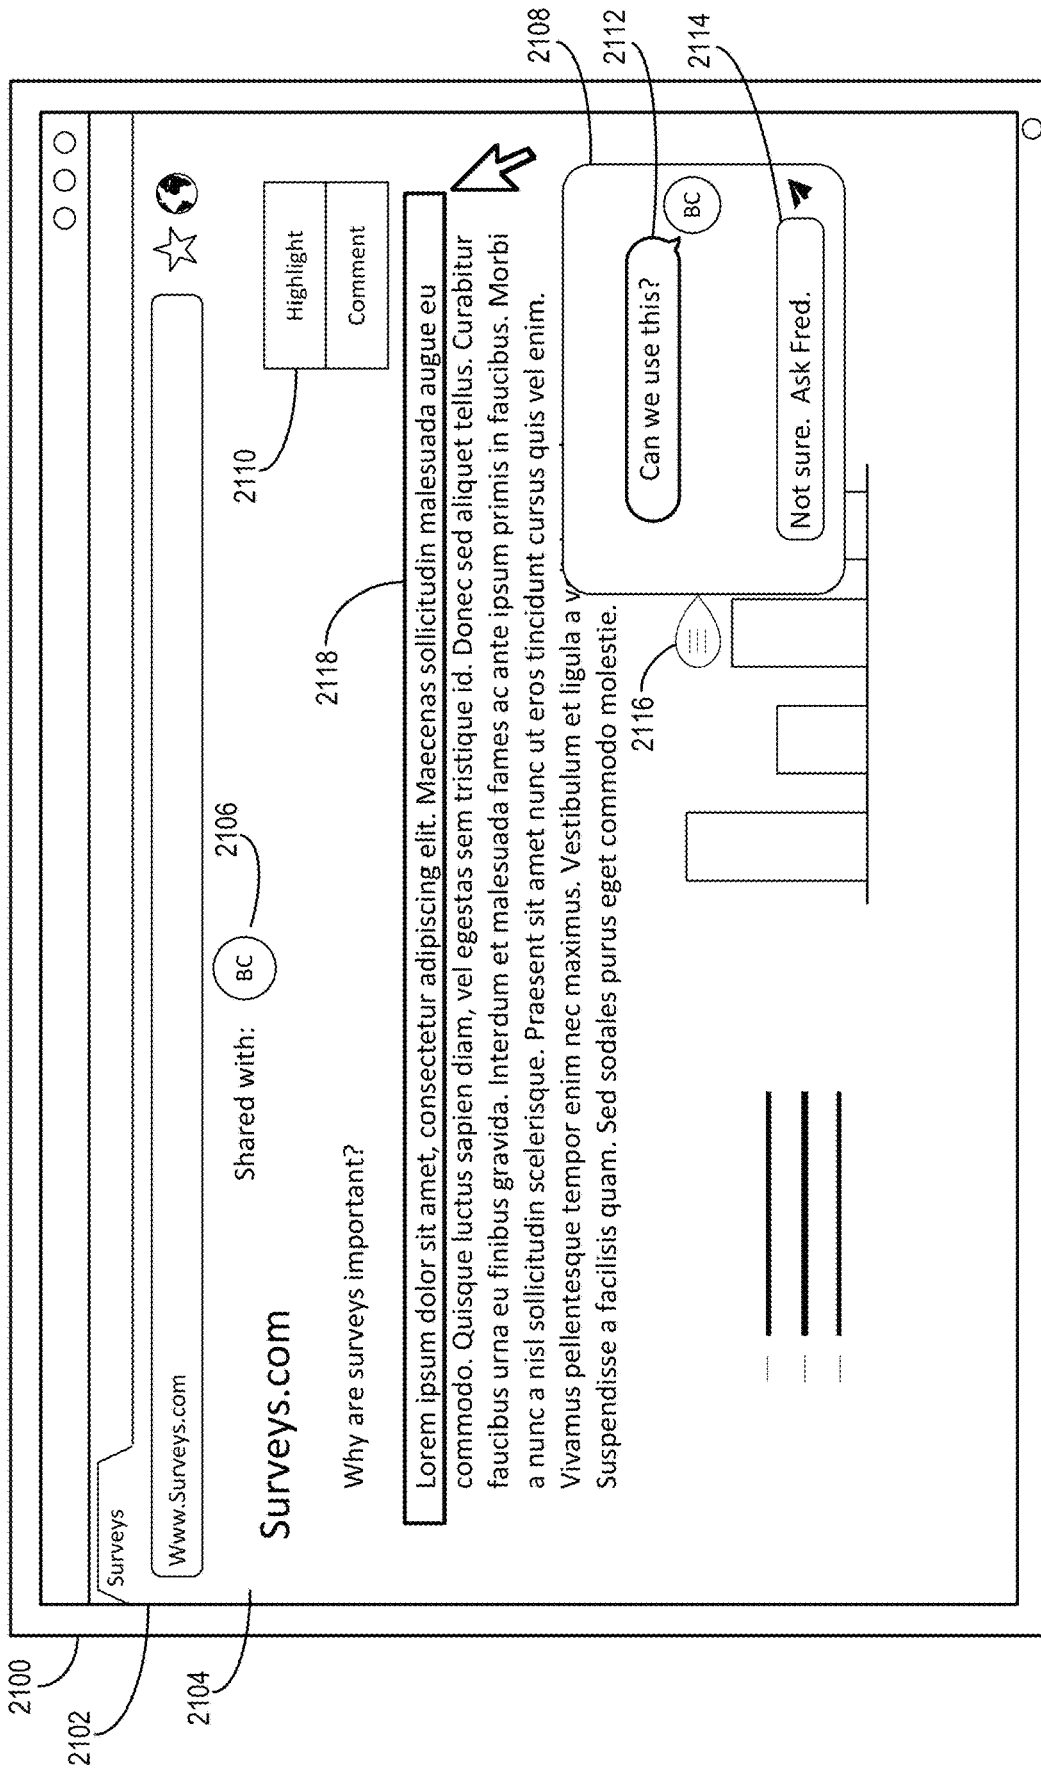 2100
2102
2104
Surveys
Www.Surveys.com
Shared with:
BC
2106
Surveys.com
2110
Highlight
Comment
Why are surveys important?
2118
Lorem ipsum dolor sit amet, consectetur adipiscing elit. Maecenas sollicitudin malesuada augue eu
commodo. Quisque luctus sapien diam, vel egestas sem tristique id. Donec sed aliquet tellus. Curabitur
faucibus urna eu finibus gravida. Interdum et malesuada fames ac ante ipsum primis in faucibus. Morbi
a nunc a nisl sollicitudin scelerisque. Praesent sit amet nunc ut eros tincidunt cursus quis vel enim.
Vivamus pellentesque tempor enim nec maximus. Vestibulum et ligula a v
Suspendisse a facilisis quam. Sed sodales purus eget commodo molestie.
2108
2112
2114
2116
Can we use this?
BC
Not sure. Ask Fred.